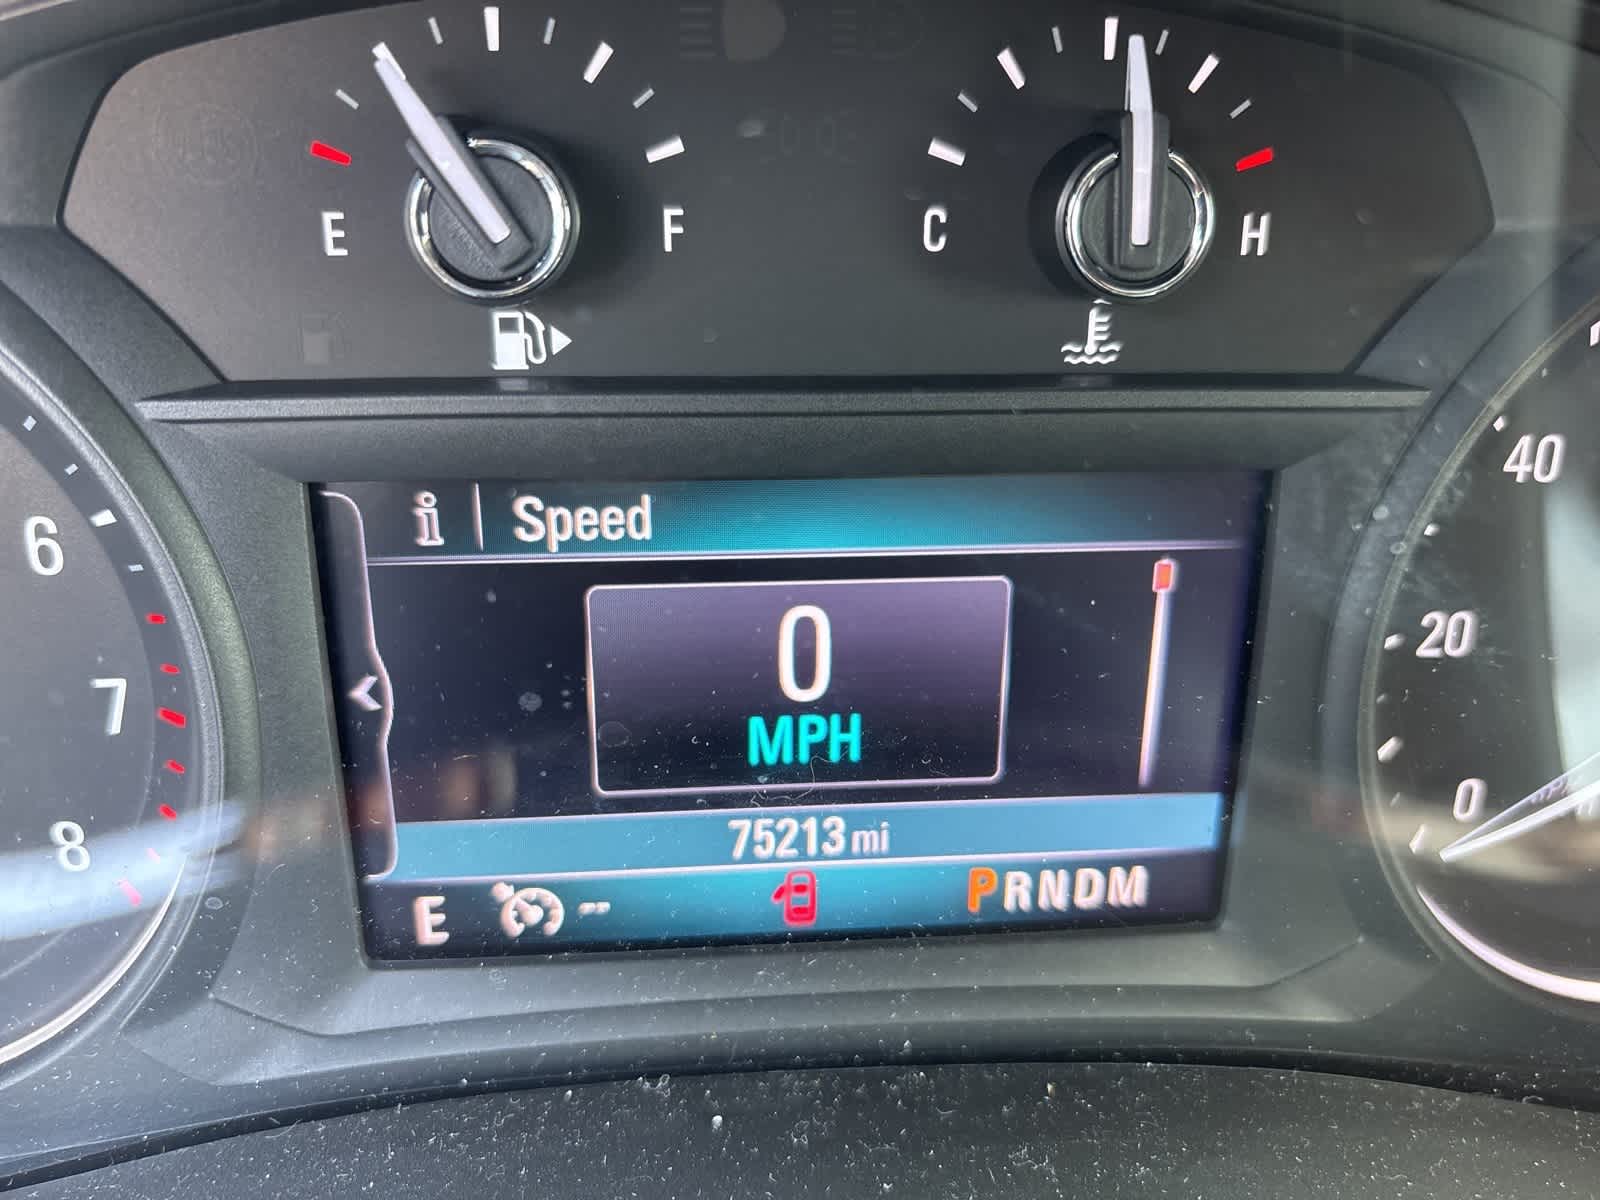 E F
C H
i Speed
0
MPH
75213 mi
E -- PRNDM
6
7
8
40
20
0